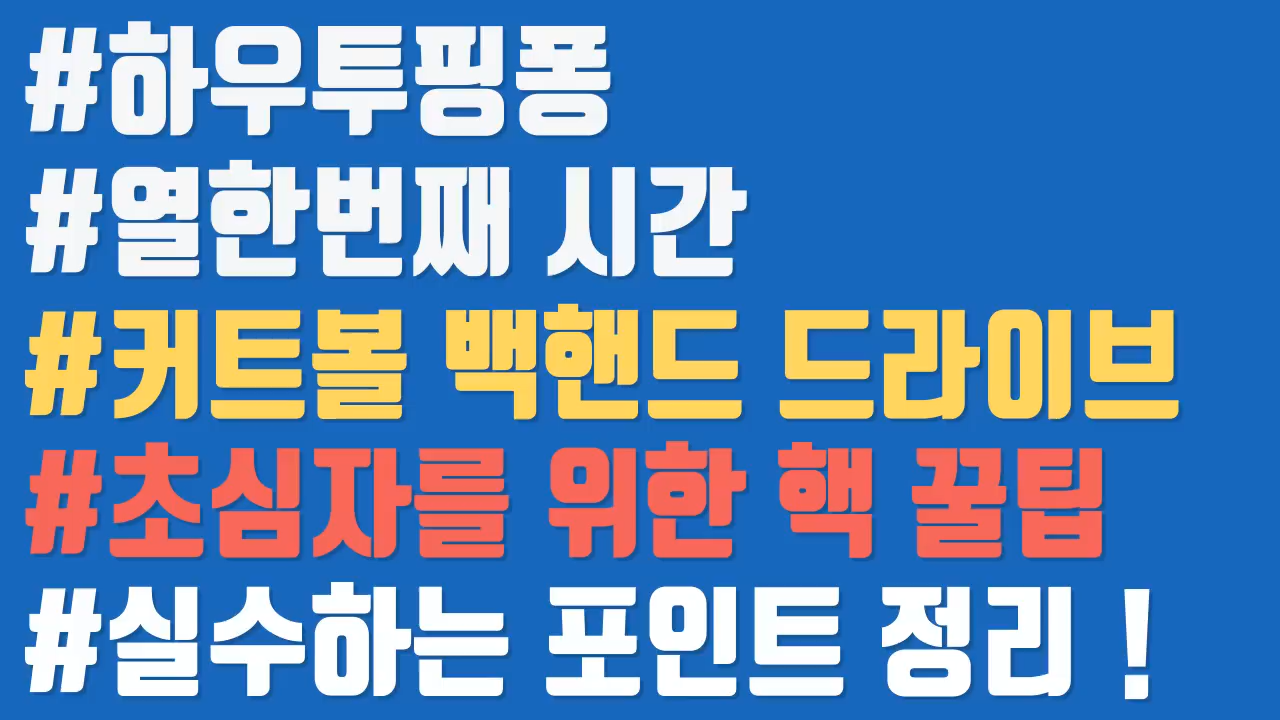 #하우투핑퐁
#열한번째 시간
#커트볼 백핸드 드라이브
#초심자를 위한 핵 꿀팁
#실수하는 포인트 정리 !